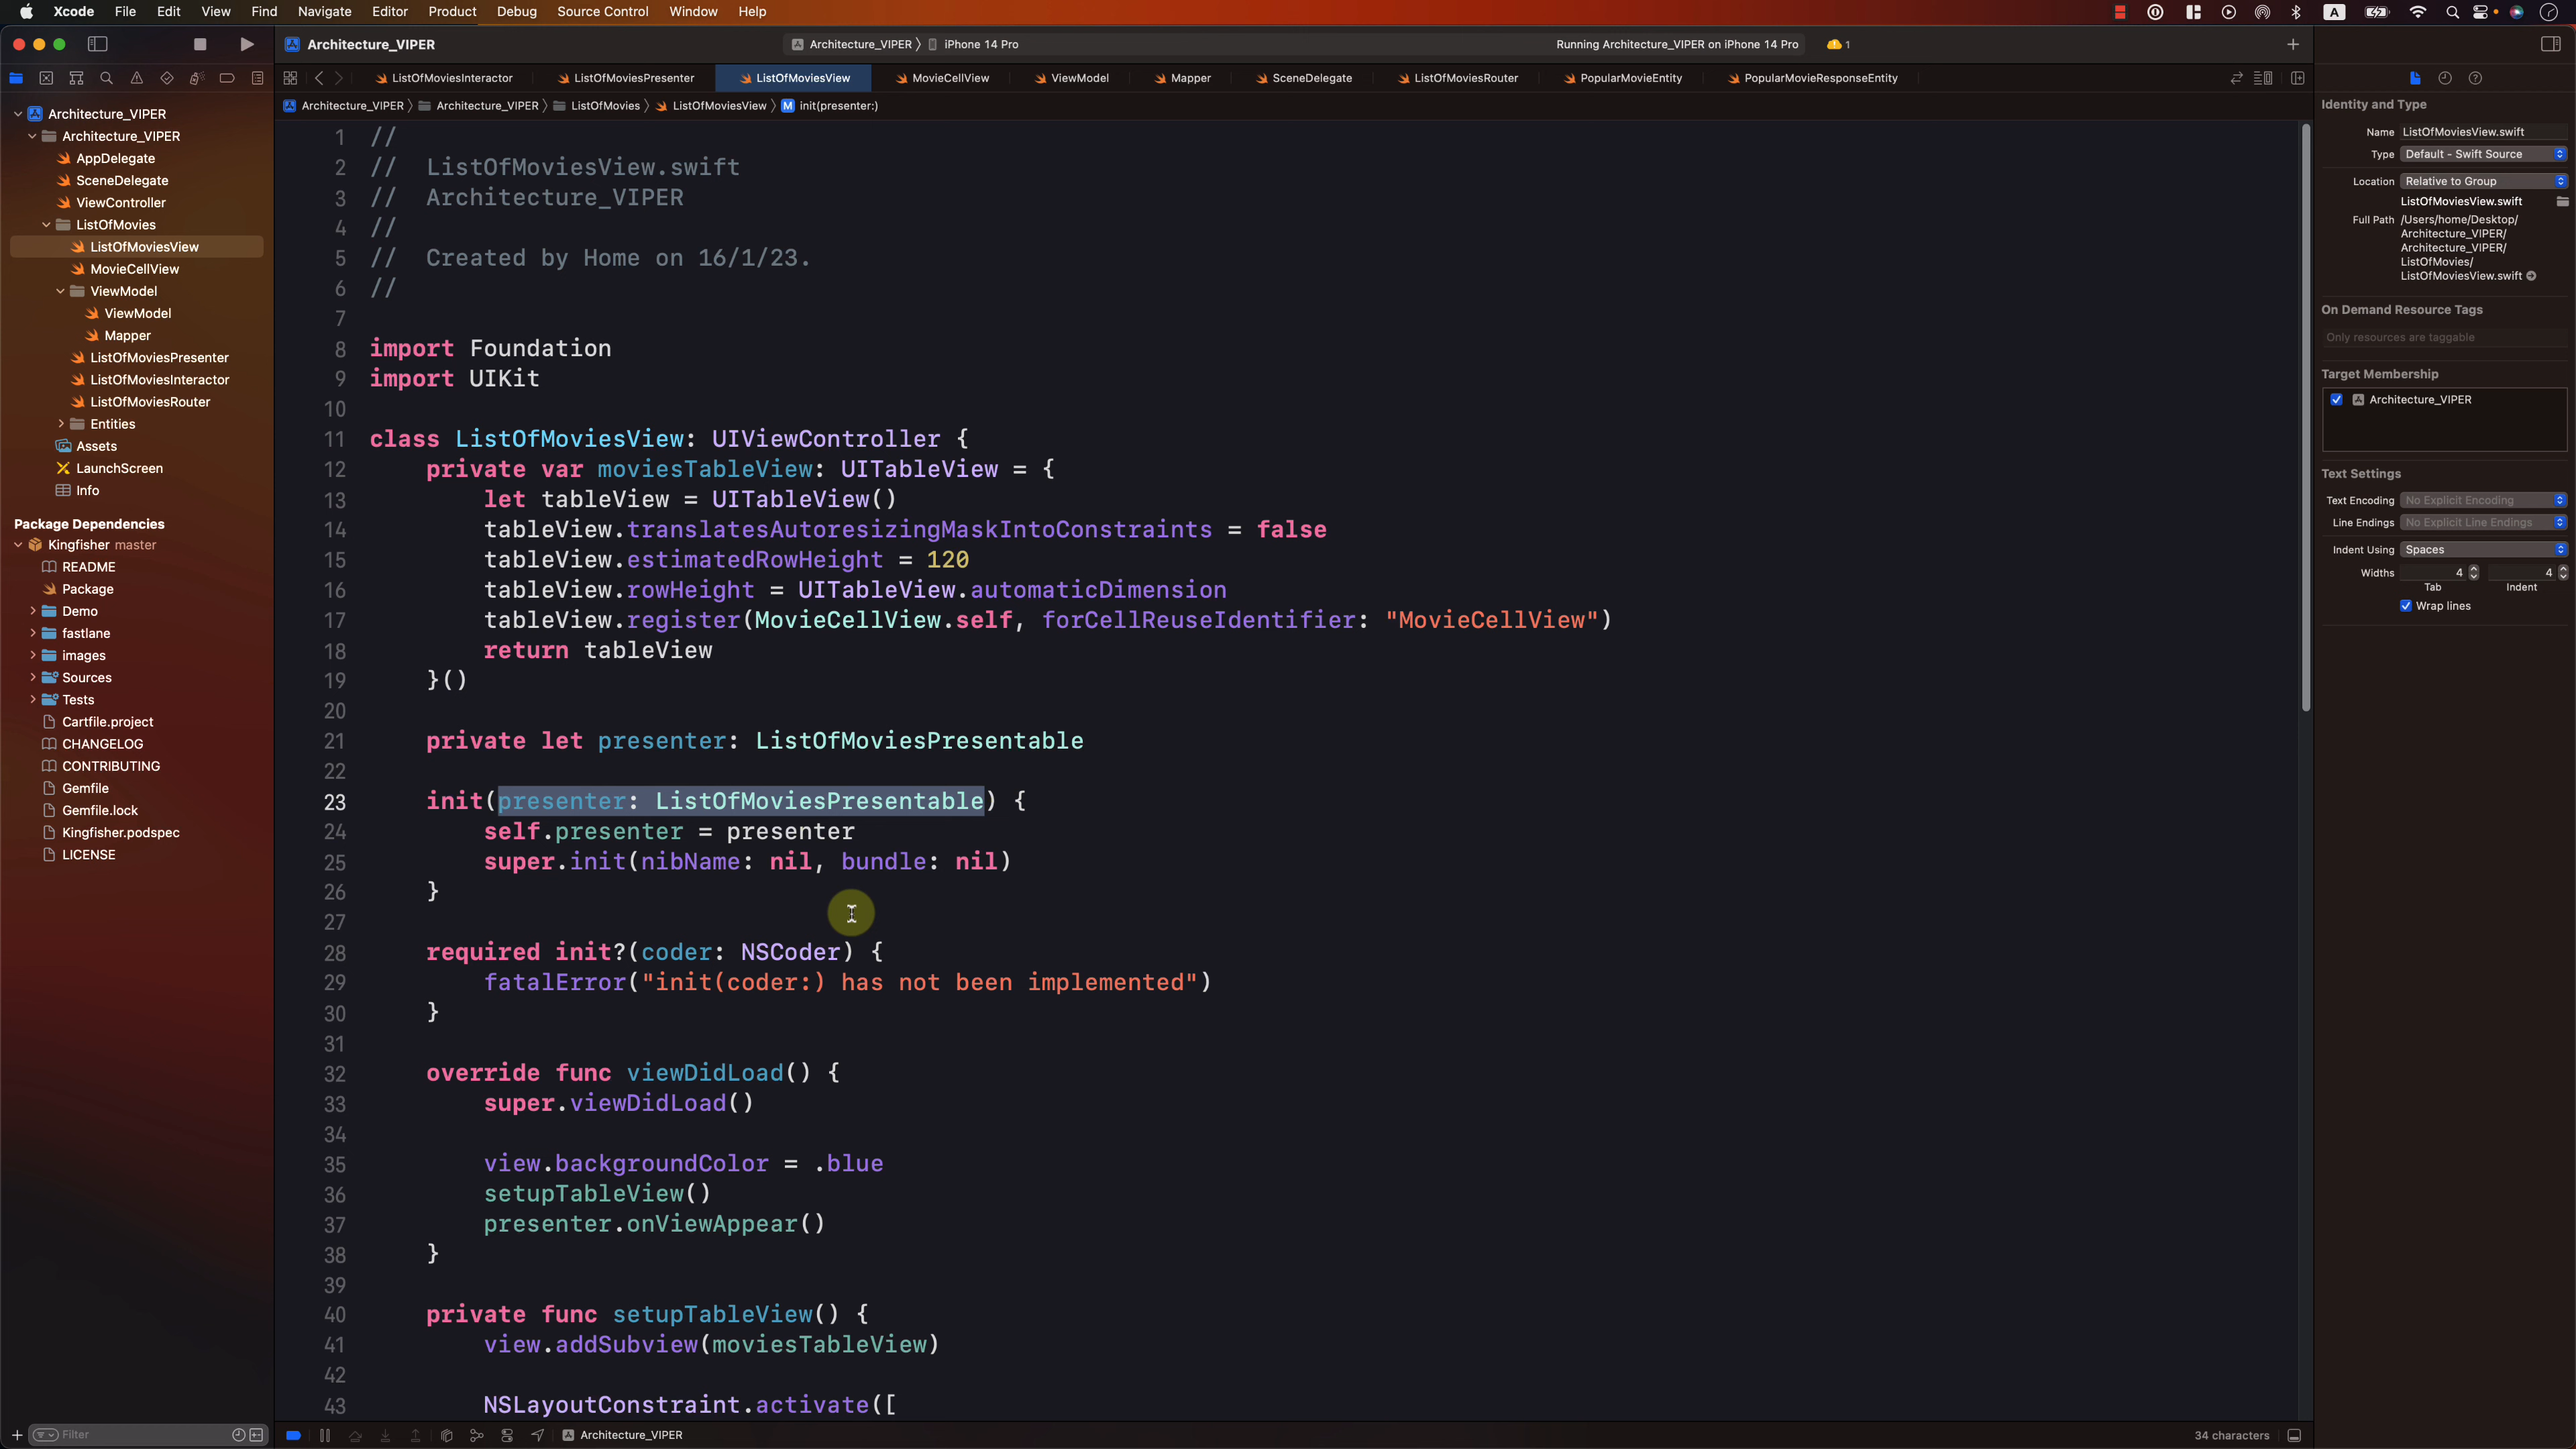 Xcode File Edit View Find Navigate Editor Product Debug Source Control Window Help
A
Architecture_VIPER
Architecture_VIPER 〉 iPhone 14 Pro
Running Architecture_VIPER on iPhone 14 Pro
1
ListOfMoviesInteractor ListOfMoviesPresenter ListOfMoviesView MovieCellView ViewModel Mapper SceneDelegate ListOfMoviesRouter PopularMovieEntity PopularMovieResponseEntity
Architecture_VIPER 〉 Architecture_VIPER 〉 ListOfMovies 〉 ListOfMoviesView 〉 M init(presenter:)
Architecture_VIPER
Architecture_VIPER
AppDelegate
SceneDelegate
ViewController
ListOfMovies
ListOfMoviesView
MovieCellView
ViewModel
ViewModel
Mapper
ListOfMoviesPresenter
ListOfMoviesInteractor
ListOfMoviesRouter
Entities
Assets
LaunchScreen
Info
Package Dependencies
Kingfisher master
README
Package
Demo
fastlane
images
Sources
Tests
Cartfile.project
CHANGELOG
CONTRIBUTING
Gemfile
Gemfile.lock
Kingfisher.podspec
LICENSE
Filter
1 //
2 //  ListOfMoviesView.swift
3 //  Architecture_VIPER
4 //
5 //  Created by Home on 16/1/23.
6 //
7
8 import Foundation
9 import UIKit
10
11 class ListOfMoviesView: UIViewController {
12     private var moviesTableView: UITableView = {
13         let tableView = UITableView()
14         tableView.translatesAutoresizingMaskIntoConstraints = false
15         tableView.estimatedRowHeight = 120
16         tableView.rowHeight = UITableView.automaticDimension
17         tableView.register(MovieCellView.self, forCellReuseIdentifier: "MovieCellView")
18         return tableView
19     }()
20
21     private let presenter: ListOfMoviesPresentable
22
23     init(presenter: ListOfMoviesPresentable) {
24         self.presenter = presenter
25         super.init(nibName: nil, bundle: nil)
26     }
27
28     required init?(coder: NSCoder) {
29         fatalError("init(coder:) has not been implemented")
30     }
31
32     override func viewDidLoad() {
33         super.viewDidLoad()
34
35         view.backgroundColor = .blue
36         setupTableView()
37         presenter.onViewAppear()
38     }
39
40     private func setupTableView() {
41         view.addSubview(moviesTableView)
42
43         NSLayoutConstraint.activate([
Architecture_VIPER
34 characters
Identity and Type
Name ListOfMoviesView.swift
Type Default - Swift Source
Location Relative to Group
ListOfMoviesView.swift
Full Path /Users/home/Desktop/
Architecture_VIPER/
Architecture_VIPER/
ListOfMovies/
ListOfMoviesView.swift
On Demand Resource Tags
Only resources are taggable
Target Membership
Architecture_VIPER
Text Settings
Text Encoding No Explicit Encoding
Line Endings No Explicit Line Endings
Indent Using Spaces
Widths 4 4
Tab Indent
Wrap lines